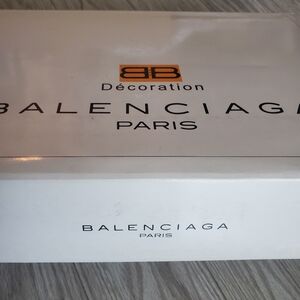 BB
Décoration
BALENCIAGA
PARIS
BALENCIAGA
PARIS